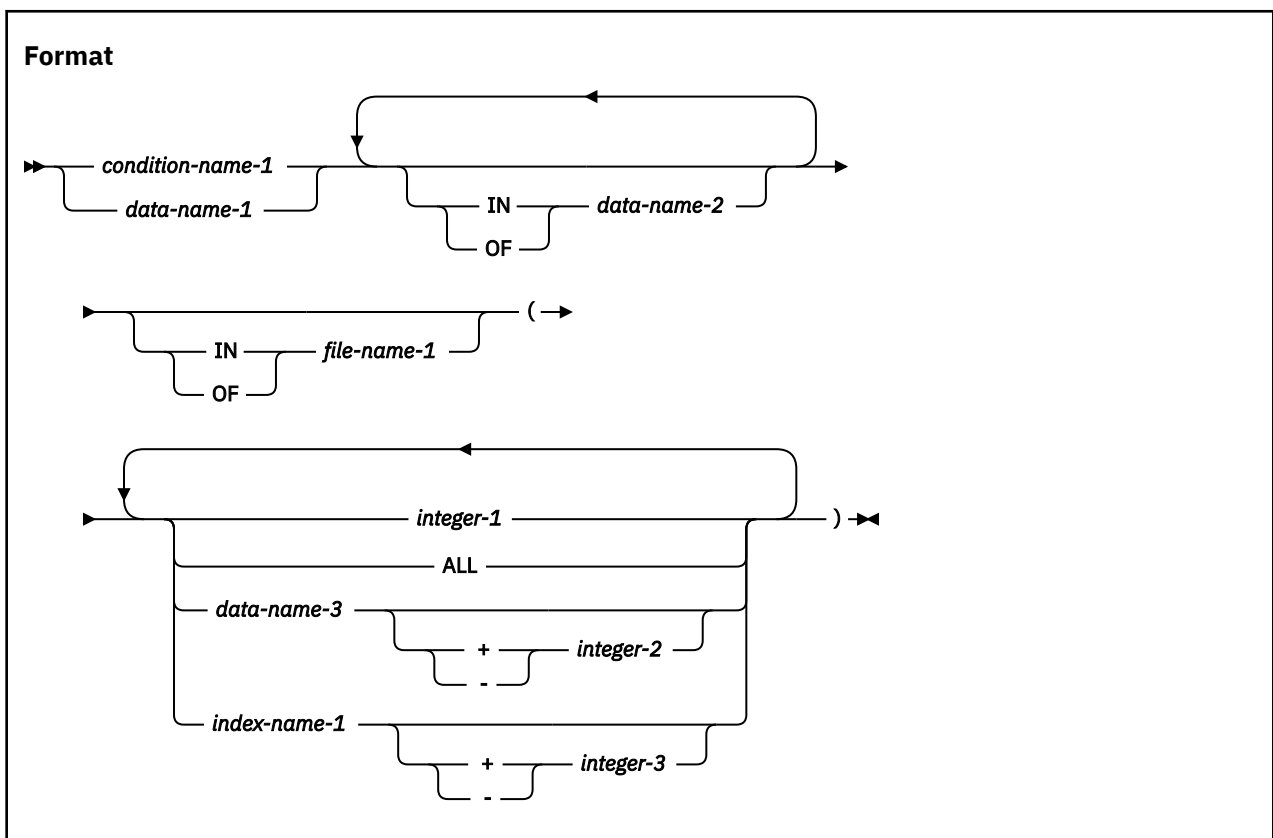 Format
condition-name-1
data-name-1
IN data-name-2
OF
(
IN file-name-1
OF
integer-1
)
ALL
data-name-3
+ integer-2
-
index-name-1
+ integer-3
-